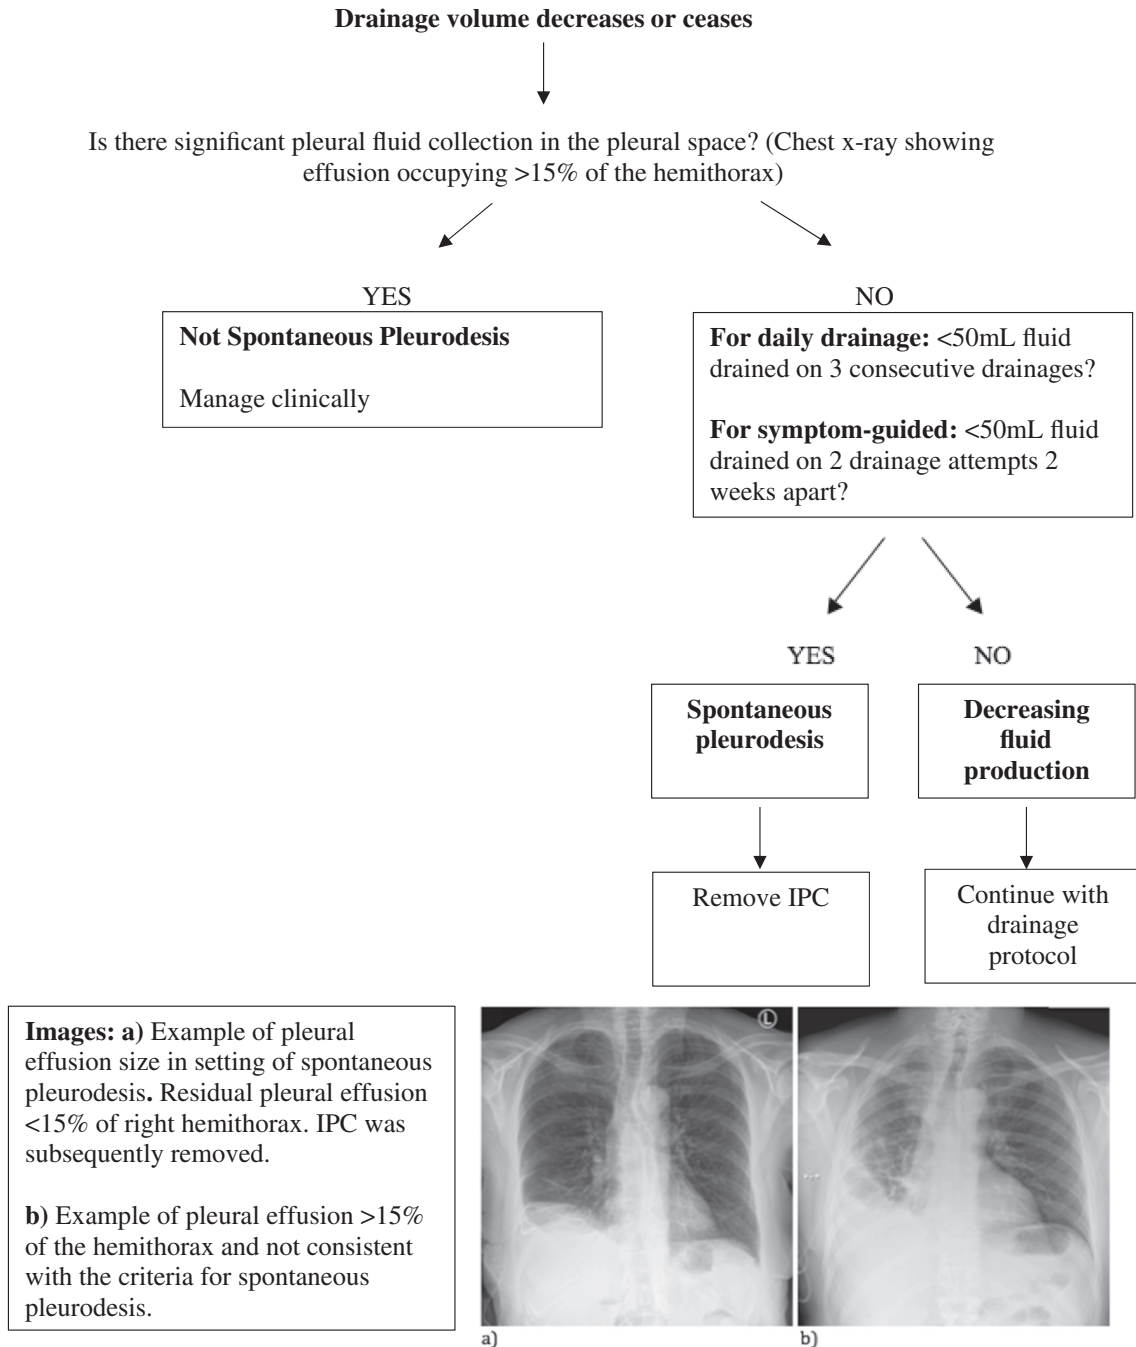 Drainage volume decreases or ceases
Is there significant pleural fluid collection in the pleural space? (Chest x-ray showing
effusion occupying >15% of the hemithorax)
YES
Not Spontaneous Pleurodesis
Manage clinically
NO
For daily drainage: <50mL fluid
drained on 3 consecutive drainages?
For symptom-guided: <50mL fluid
drained on 2 drainage attempts 2
weeks apart?
YES
NO
Spontaneous
pleurodesis
Decreasing
fluid
production
Remove IPC
Continue with
drainage
protocol
Images: a) Example of pleural
effusion size in setting of spontaneous
pleurodesis. Residual pleural effusion
<15% of right hemithorax. IPC was
subsequently removed.
b) Example of pleural effusion >15%
of the hemithorax and not consistent
with the criteria for spontaneous
pleurodesis.
L
a)
b)